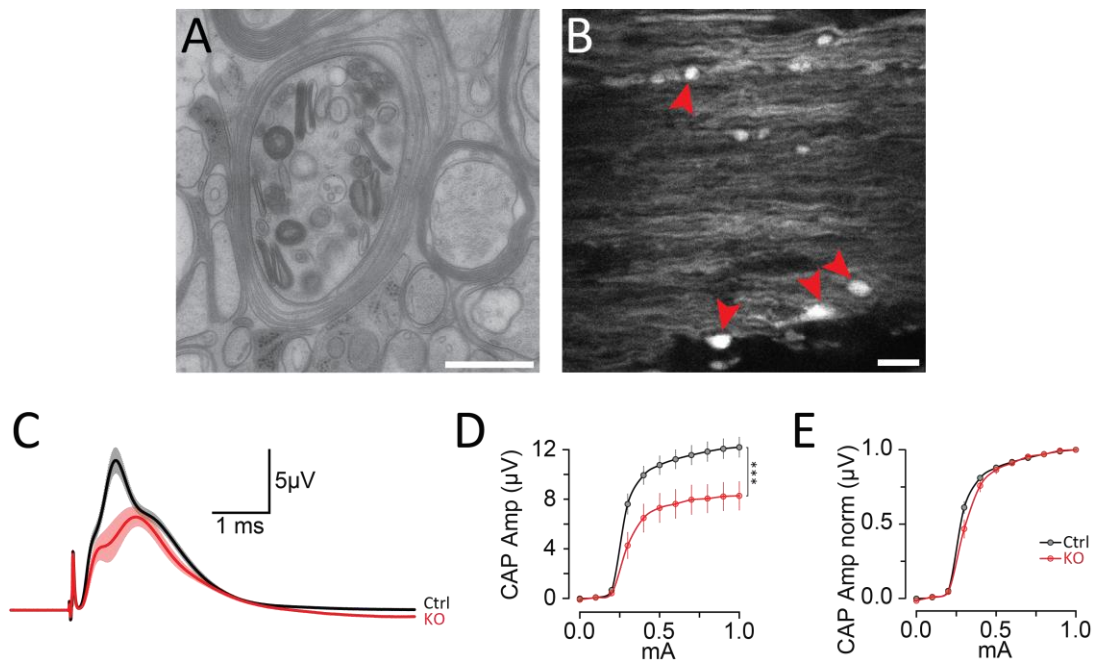 A
B
C
5µV
1 ms
Ctrl
KO
D
CAP Amp (µV)
12
8
4
0
0.0
0.5
1.0
mA
***
E
CAP Amp norm (µV)
1.0
0.5
0.0
Ctrl
KO
0.0
0.5
1.0
mA